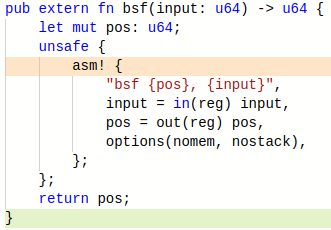 pub extern fn bsf(input: u64) -> u64 {
    let mut pos: u64;
    unsafe {
        asm! {
            "bsf {pos}, {input}",
            input = in(reg) input,
            pos = out(reg) pos,
            options(nomem, nostack),
        };
    };
    return pos;
}